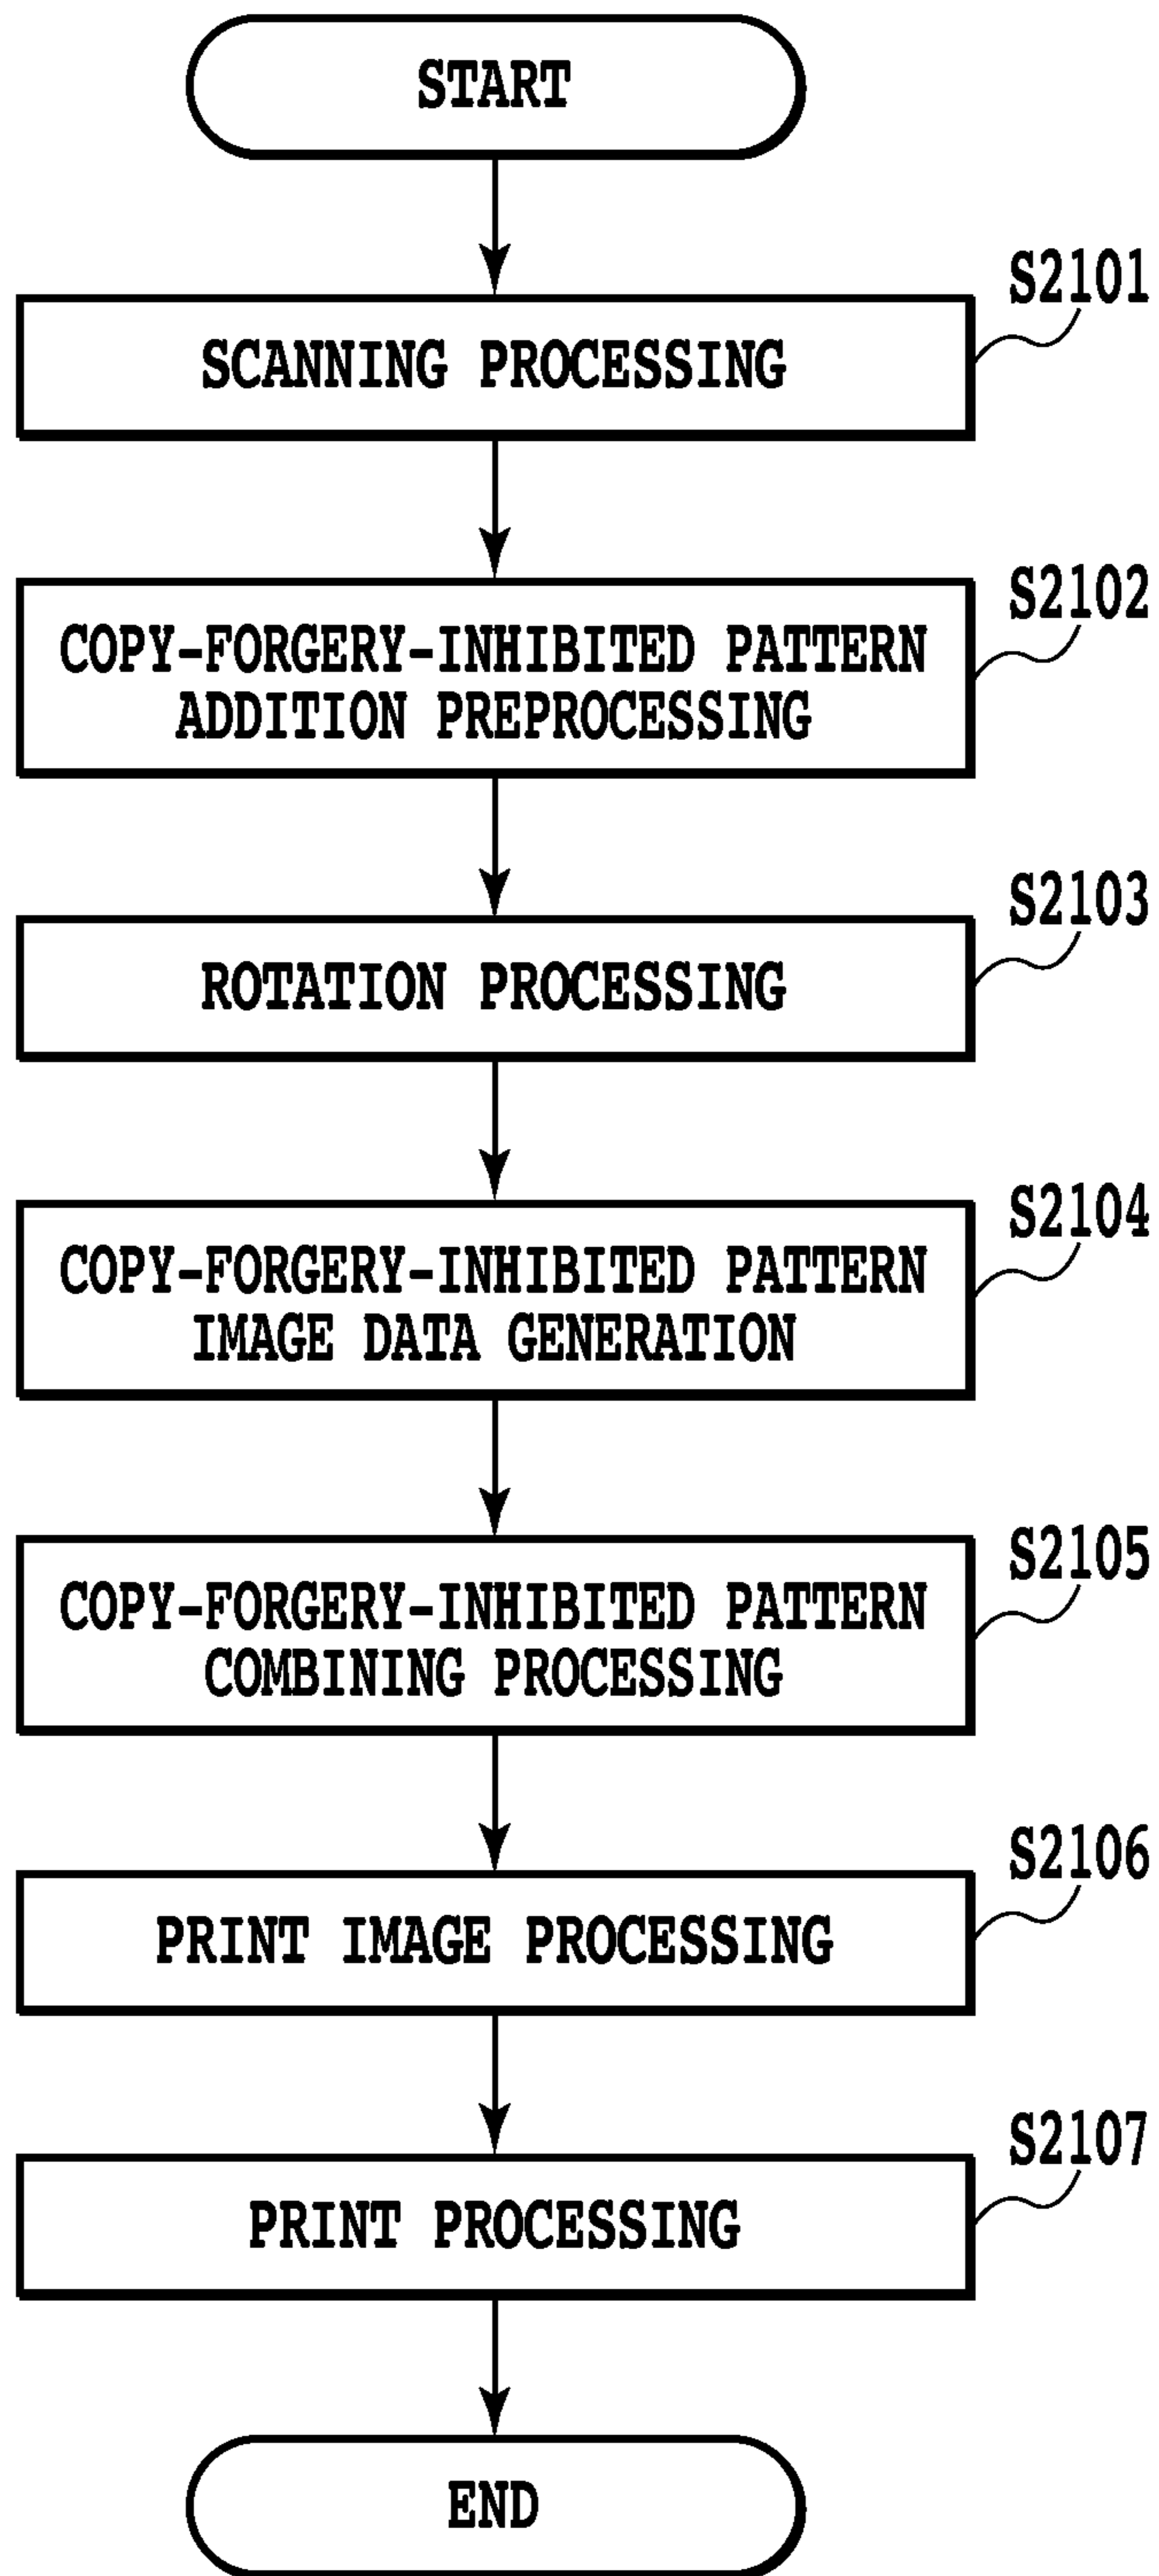 START
S2101
SCANNING PROCESSING
S2102
COPY-FORGERY-INHIBITED PATTERN
ADDITION PREPROCESSING
S2103
ROTATION PROCESSING
S2104
COPY-FORGERY-INHIBITED PATTERN
IMAGE DATA GENERATION
S2105
COPY-FORGERY-INHIBITED PATTERN
COMBINING PROCESSING
S2106
PRINT IMAGE PROCESSING
S2107
PRINT PROCESSING
END